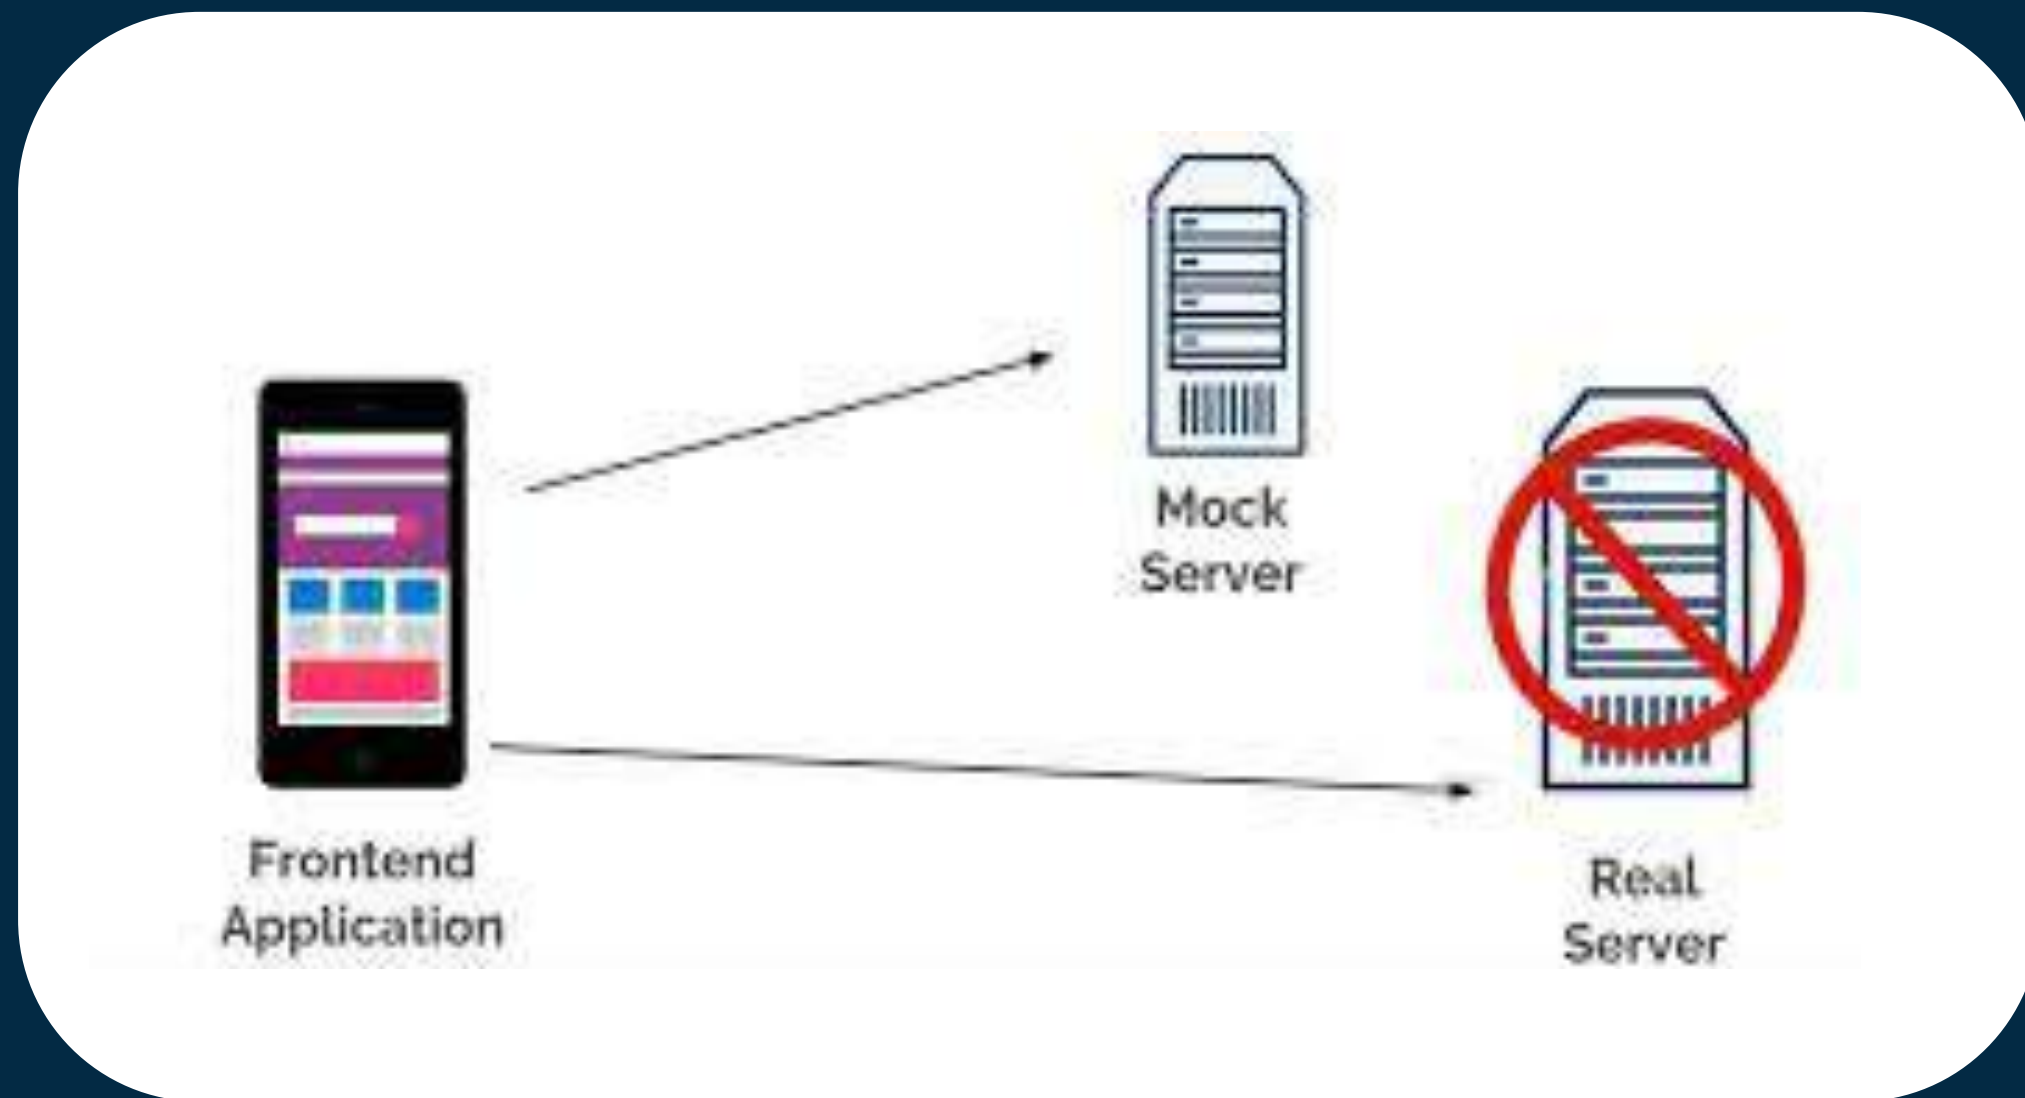 Mock
Server
Frontend
Application
Real
Server